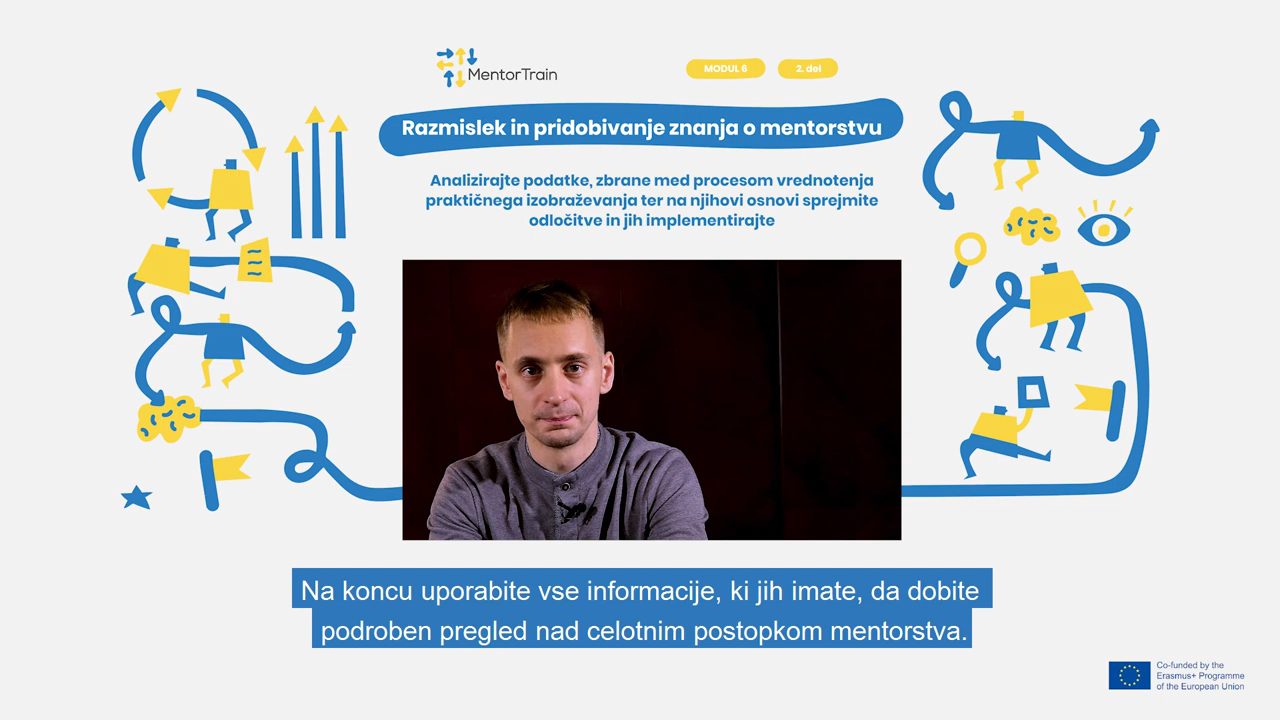 MentorTrain
MODUL 6
2. del
Razmislek in pridobivanje znanja o mentorstvu
Analizirajte podatke, zbrane med procesom vrednotenja
praktičnega izobraževanja ter na njihovi osnovi sprejmite
odločitve in jih implementirajte
Na koncu uporabite vse informacije, ki jih imate, da dobite
podroben pregled nad celotnim postopkom mentorstva.
Co-funded by the
Erasmus+ Programme
of the European Union